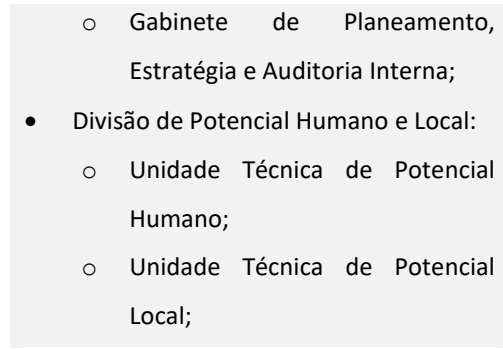 o Gabinete de Planeamento,
Estratégia e Auditoria Interna;
• Divisão de Potencial Humano e Local:
o Unidade Técnica de Potencial
Humano;
o Unidade Técnica de Potencial
Local;